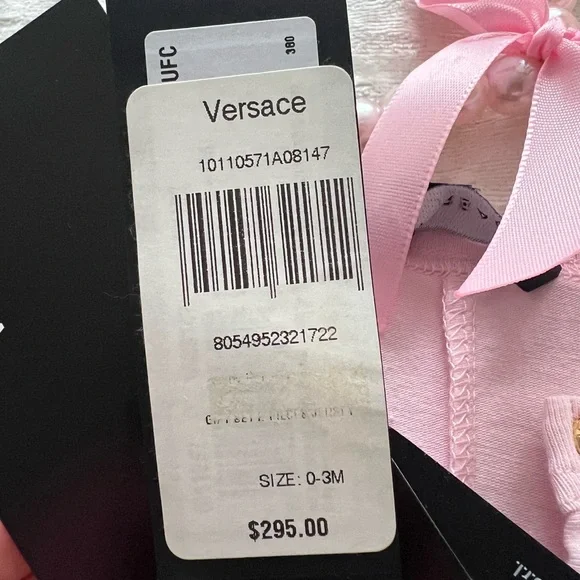 UFC
380
Versace
10110571A08147
8054952321722
SIZE: 0-3M
$295.00